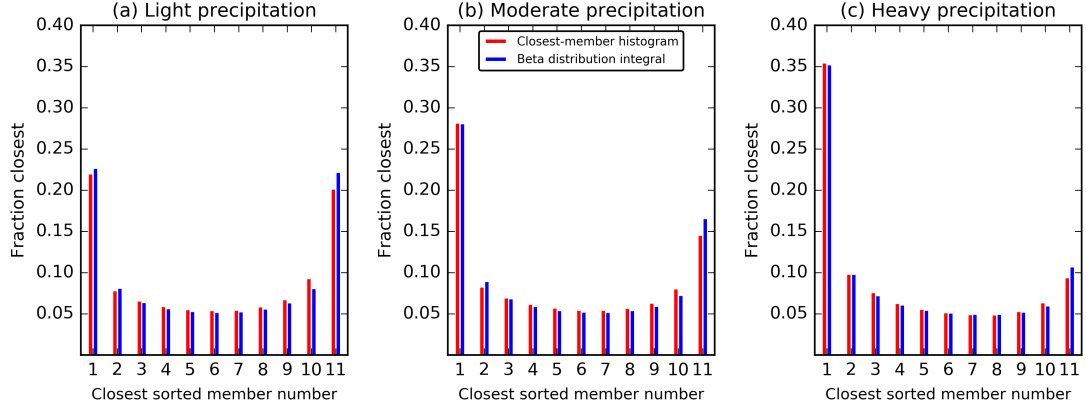 (a) Light precipitation
0.40
0.35
0.30
0.25
0.20
0.15
0.10
0.05
Fraction closest
1 2 3 4 5 6 7 8 9 10 11
Closest sorted member number
(b) Moderate precipitation
Closest-member histogram
Beta distribution integral
0.40
0.35
0.30
0.25
0.20
0.15
0.10
0.05
Fraction closest
1 2 3 4 5 6 7 8 9 10 11
Closest sorted member number
(c) Heavy precipitation
0.40
0.35
0.30
0.25
0.20
0.15
0.10
0.05
Fraction closest
1 2 3 4 5 6 7 8 9 10 11
Closest sorted member number